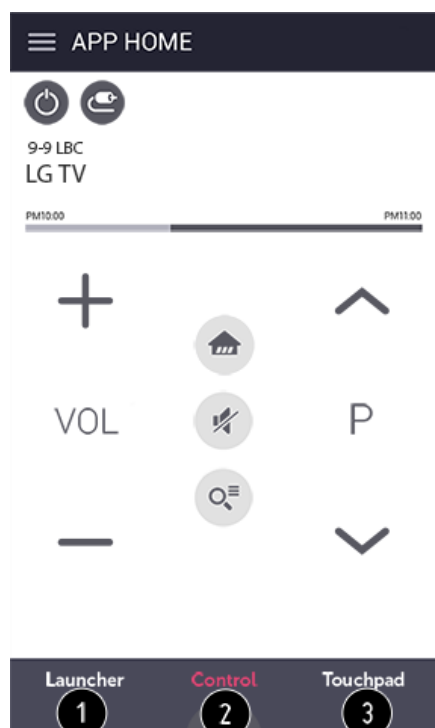 APP HOME
9-9 LBC
LG TV
PM10:00 PM11:00
VOL P
Launcher Control Touchpad
1 2 3